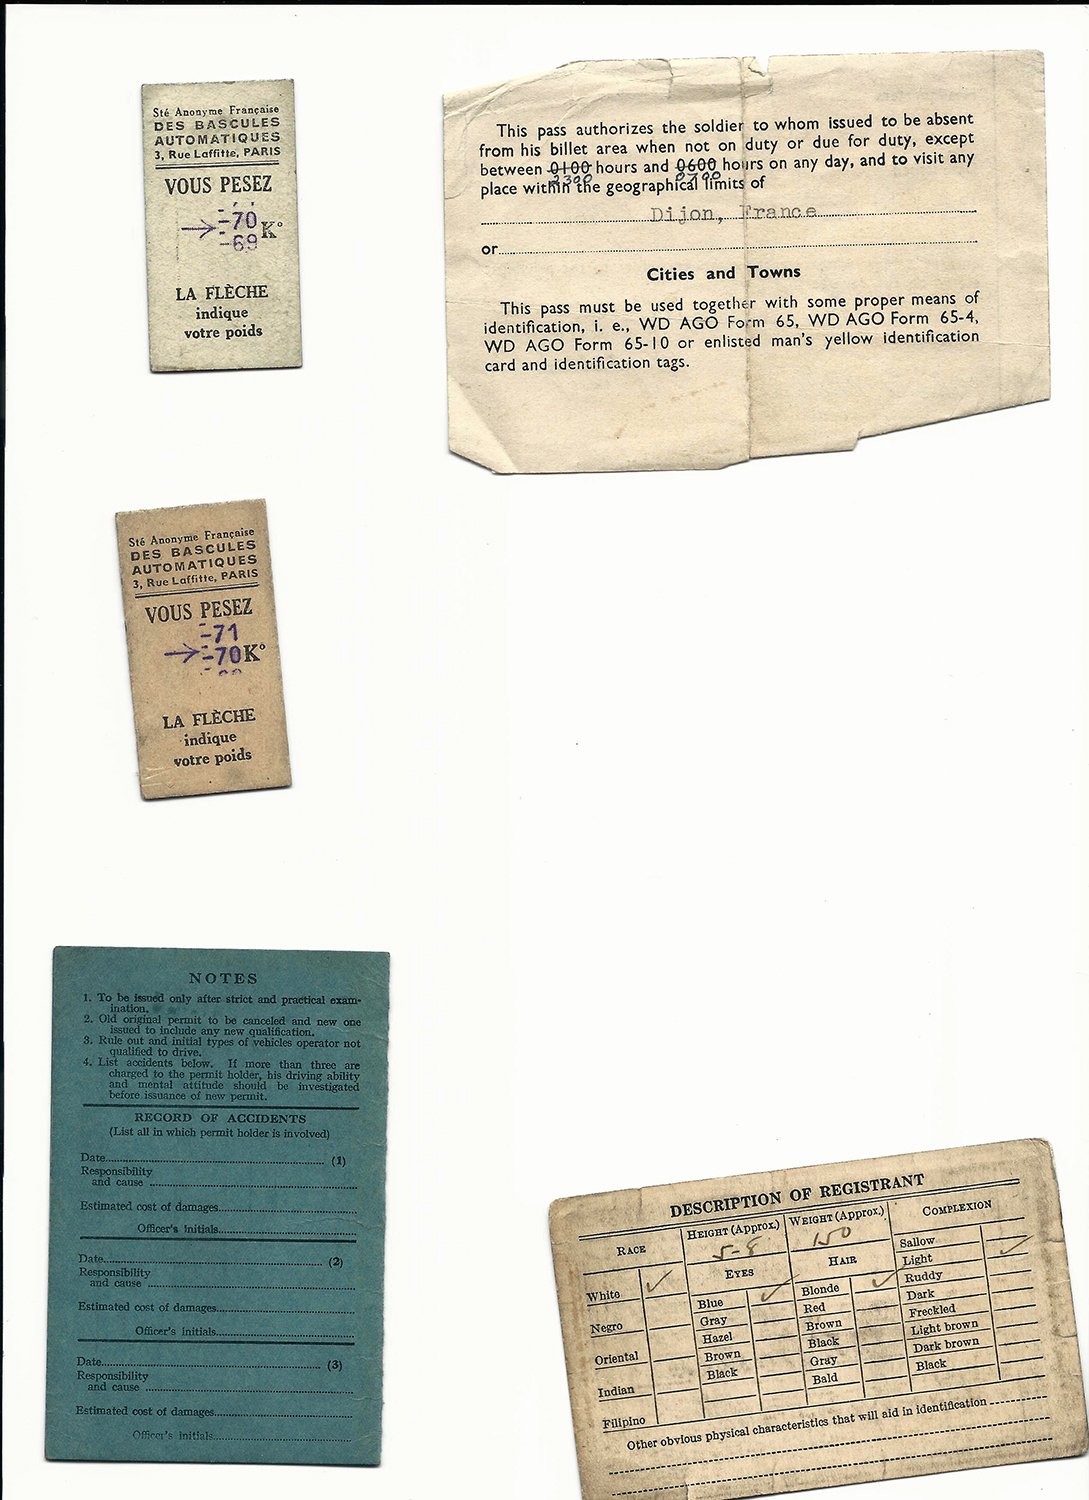 Sté Anonyme Française
DES BASCULES
AUTOMATIQUES
3, Rue Laffitte, PARIS
VOUS PESEZ
-70 K°
-69
LA FLÈCHE
indique
votre poids
This pass authorizes the soldier to whom issued to be absent
from his billet area when not on duty or due for duty, except
between 0100 hours and 0600 hours on any day, and to visit any
2300 0700
place within the geographical limits of
Dijon, France
or
Cities and Towns
This pass must be used together with some proper means of
identification, i. e., WD AGO Form 65, WD AGO Form 65-4,
WD AGO Form 65-10 or enlisted man's yellow identification
card and identification tags.
Sté Anonyme Française
DES BASCULES
AUTOMATIQUES
3, Rue Laffitte, PARIS
VOUS PESEZ
-71
-70 K°
LA FLÈCHE
indique
votre poids
NOTES
1. To be issued only after strict and practical exam-
ination.
2. Old original permit to be canceled and new one
issued to include any new qualification.
3. Rule out and initial types of vehicles operator not
qualified to drive.
4. List accidents below. If more than three are
charged to the permit holder, his driving ability
and mental attitude should be investigated
before issuance of new permit.
RECORD OF ACCIDENTS
(List all in which permit holder is involved)
Date (1)
Responsibility
and cause
Estimated cost of damages
Officer's initials
Date (2)
Responsibility
and cause
Estimated cost of damages
Officer's initials
Date (3)
Responsibility
and cause
Estimated cost of damages
Officer's initials
DESCRIPTION OF REGISTRANT
RACE
White
Negro
Oriental
Indian
Filipino
HEIGHT (Approx.)
5-8
EYES
Blue
Gray
Hazel
Brown
Black
WEIGHT (Approx.)
150
HAIR
Blonde
Red
Brown
Black
Gray
Bald
COMPLEXION
Sallow
Light
Ruddy
Dark
Freckled
Light brown
Dark brown
Black
Other obvious physical characteristics that will aid in identification